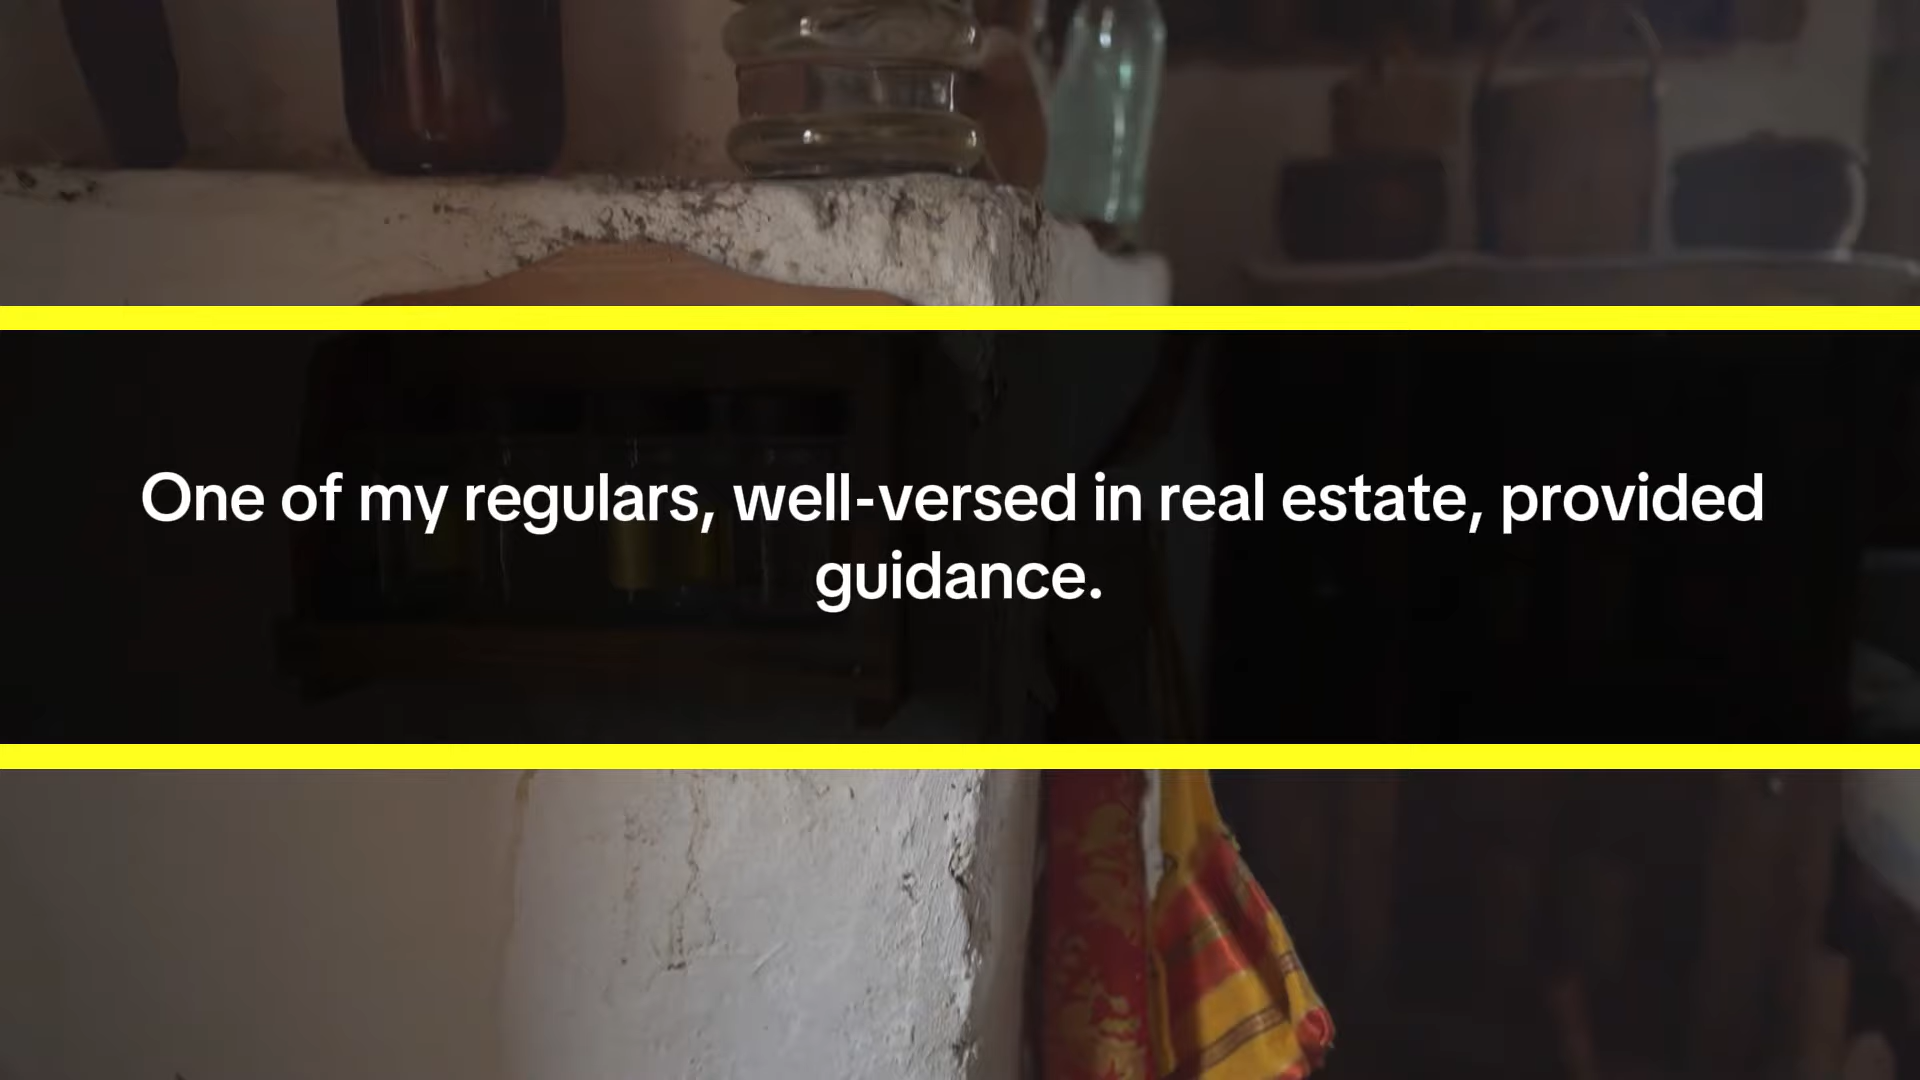 One of my regulars, well-versed in real estate, provided
guidance.